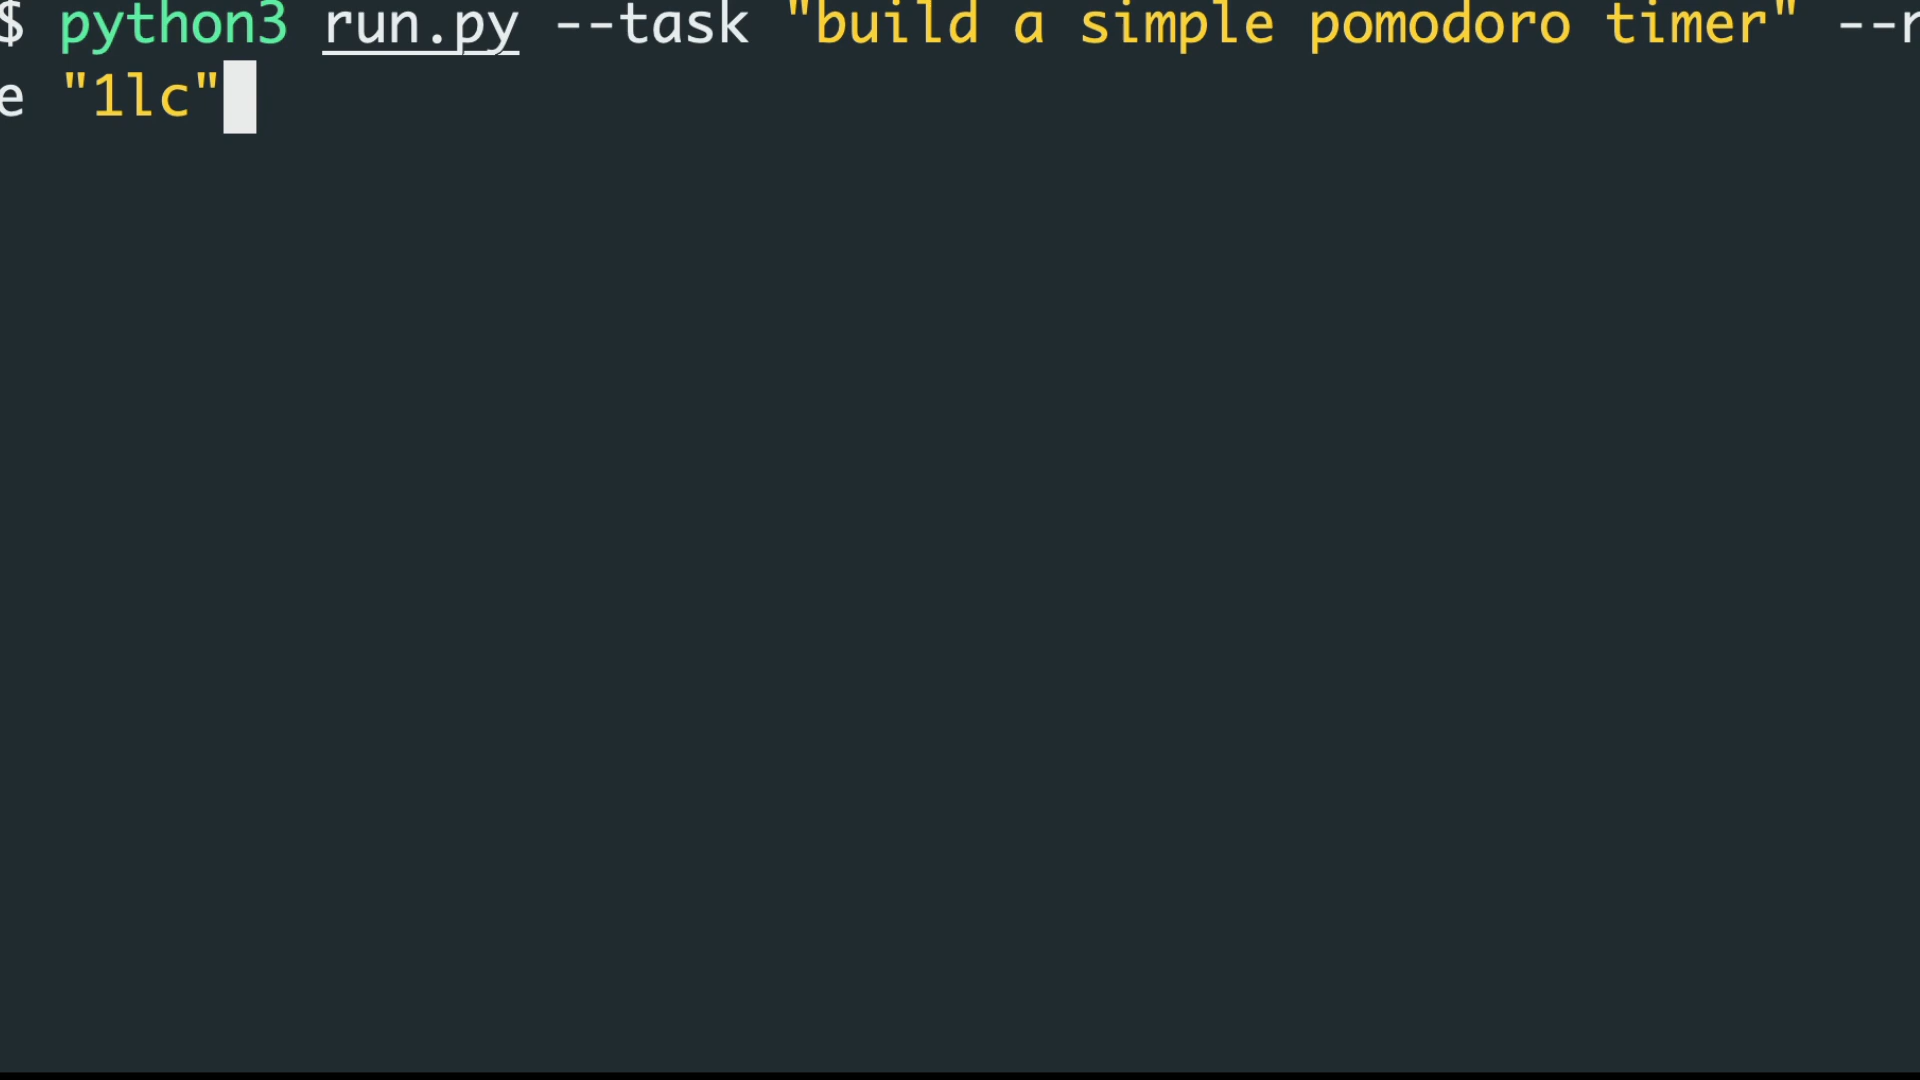 $ python3 run.py --task "build a simple pomodoro timer" --r
e "1lc"